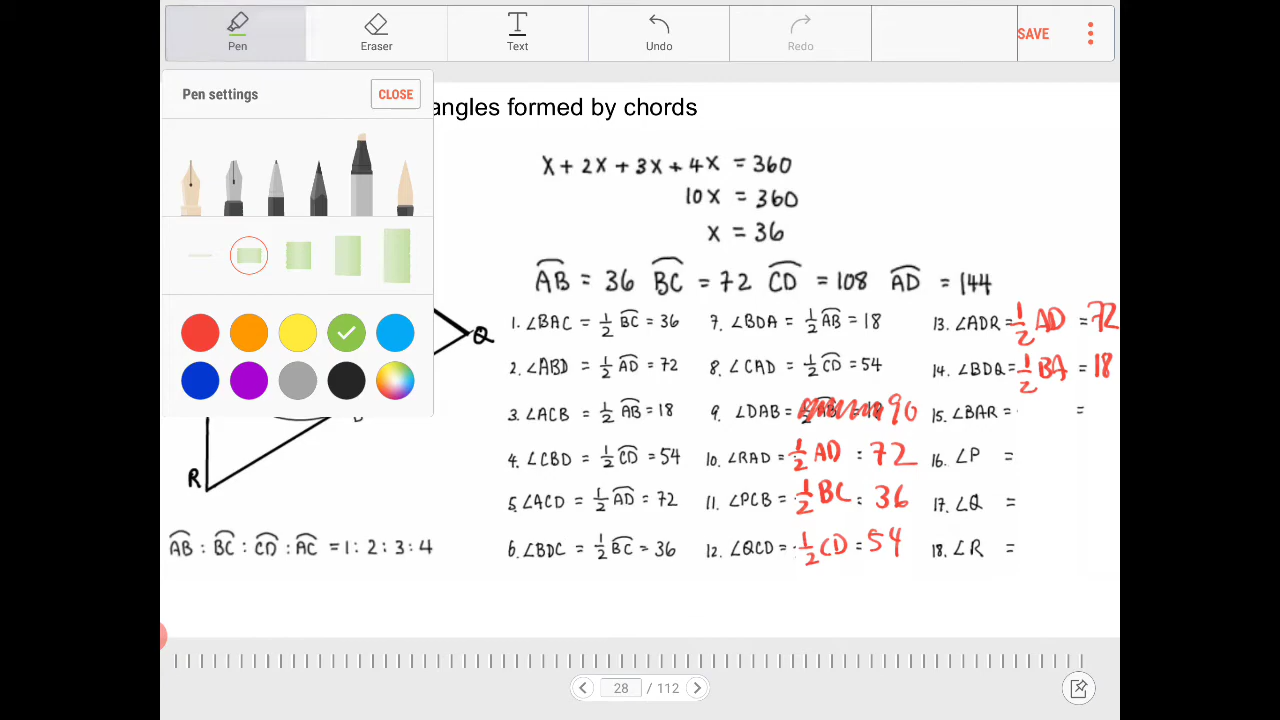 Pen Eraser Text Undo Redo SAVE
Pen settings CLOSE
angles formed by chords
x + 2x + 3x + 4x = 360
10x = 360
x = 36
AB = 36 BC = 72 CD = 108 AD = 144
1. ∠BAC = 1/2 BC = 36
2. ∠ABD = 1/2 AD = 72
3. ∠ACB = 1/2 AB = 18
4. ∠CBD = 1/2 CD = 54
5. ∠ACD = 1/2 AD = 72
6. ∠BDC = 1/2 BC = 36
7. ∠BDA = 1/2 AB = 18
8. ∠CAD = 1/2 CD = 54
9. ∠DAB = 1/2 AB = 18 90
10. ∠RAD = 1/2 AD = 72
11. ∠PCB = 1/2 BC = 36
12. ∠QCD = 1/2 CD = 54
13. ∠ADR = 1/2 AD = 72
14. ∠BDQ = 1/2 BA = 18
15. ∠BAR = =
16. ∠P =
17. ∠Q =
18. ∠R =
Q
R
AB : BC : CD : AC = 1 : 2 : 3 : 4
28 / 112